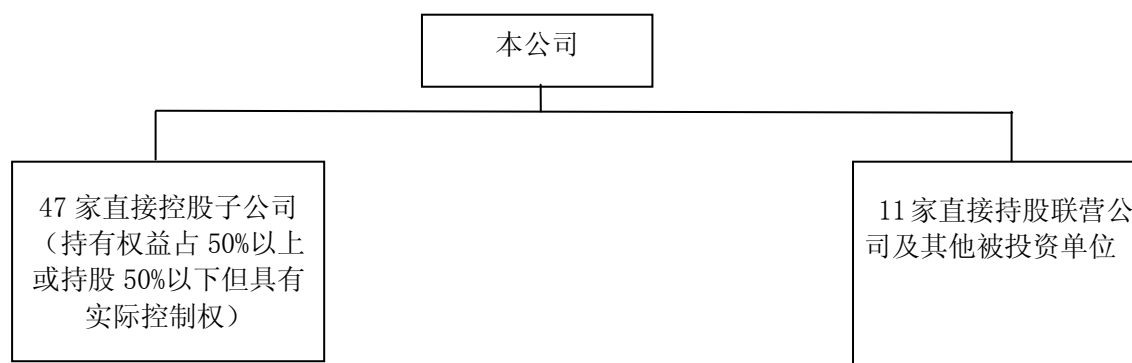 本公司
47 家直接控股子公司
（持有权益占 50%以上
或持股 50%以下但具有
实际控制权）
11 家直接持股联营公
司及其他被投资单位